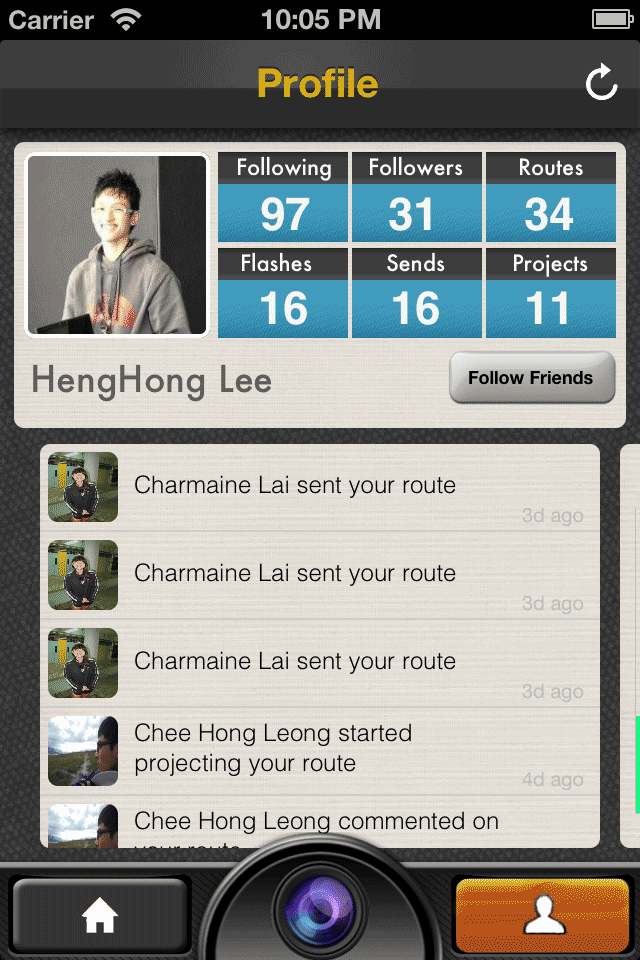 Carrier 10:05 PM
Profile
Following Followers Routes
97 31 34
Flashes Sends Projects
16 16 11
HengHong Lee
Follow Friends
Charmaine Lai sent your route
3d ago
Charmaine Lai sent your route
3d ago
Charmaine Lai sent your route
3d ago
Chee Hong Leong started
projecting your route
4d ago
Chee Hong Leong commented on
your route